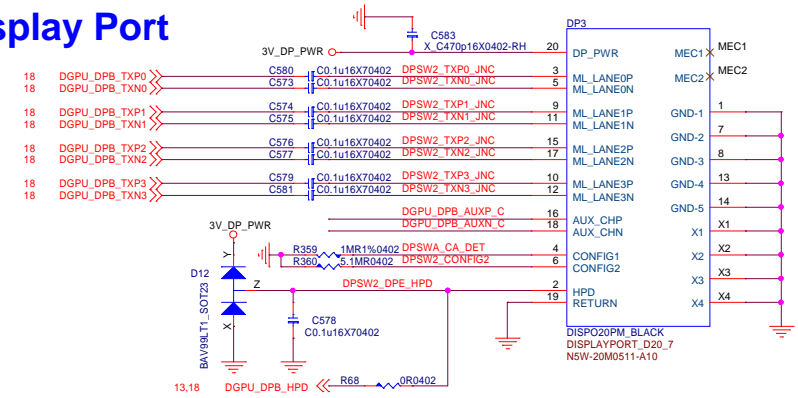 splay Port
DP3
C583
X_C470p16X0402-RH
3V_DP_PWR
20
DP_PWR
MEC1
MEC1
MEC2
MEC2
18 DGPU_DPB_TXP0 C580 C0.1u16X70402 DPSW2_TXP0_JNC 3 ML_LANE0P
18 DGPU_DPB_TXN0 C573 C0.1u16X70402 DPSW2_TXN0_JNC 5 ML_LANE0N
18 DGPU_DPB_TXP1 C574 C0.1u16X70402 DPSW2_TXP1_JNC 9 ML_LANE1P GND-1 1
18 DGPU_DPB_TXN1 C575 C0.1u16X70402 DPSW2_TXN1_JNC 11 ML_LANE1N
GND-2 7
18 DGPU_DPB_TXP2 C576 C0.1u16X70402 DPSW2_TXP2_JNC 15 ML_LANE2P
18 DGPU_DPB_TXN2 C577 C0.1u16X70402 DPSW2_TXN2_JNC 17 ML_LANE2N GND-3 8
18 DGPU_DPB_TXP3 C579 C0.1u16X70402 DPSW2_TXP3_JNC 10 ML_LANE3P GND-4 13
18 DGPU_DPB_TXN3 C581 C0.1u16X70402 DPSW2_TXN3_JNC 12 ML_LANE3N
GND-5 14
DGPU_DPB_AUXP_C 16 AUX_CHP
DGPU_DPB_AUXN_C 18 AUX_CHN X1 X1
3V_DP_PWR
R359 1MR1%0402 DPSWA_CA_DET 4 CONFIG1 X2 X2
R360 5.1MR0402 DPSW2_CONFIG2 6 CONFIG2
X3 X3
Y
D12
Z
DPSW2_DPE_HPD 2 HPD
19 RETURN X4 X4
X
BAV99LT1_SOT23
C578
C0.1u16X70402
DISPO20PM_BLACK
DISPLAYPORT_D20_7
N5W-20M0511-A10
13,18 DGPU_DPB_HPD R68 0R0402